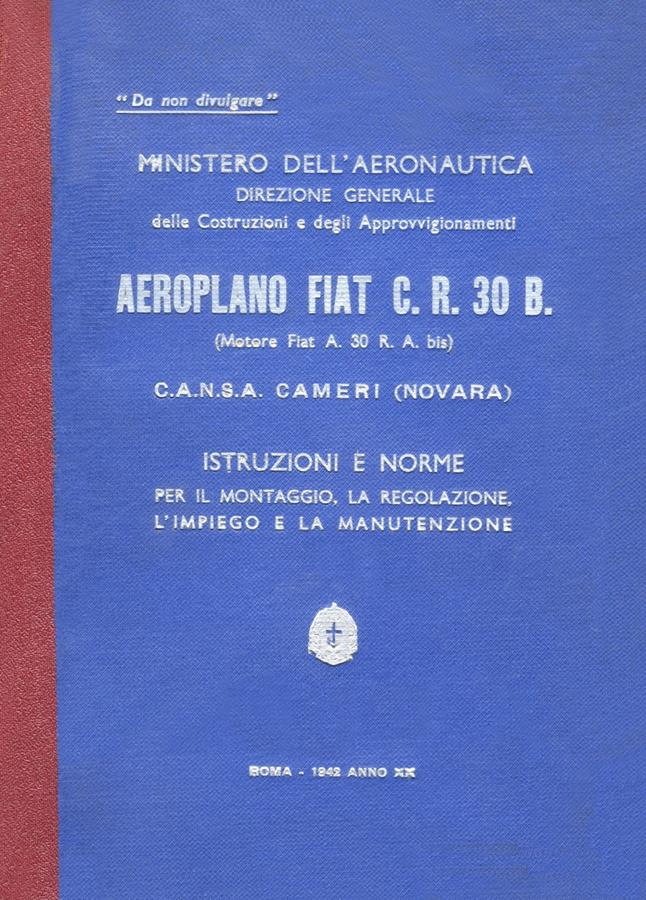 "Da non divulgare"
MINISTERO DELL'AERONAUTICA
DIREZIONE GENERALE
delle Costruzioni e degli Approvvigionamenti
AEROPLANO FIAT C. R. 30 B.
(Motore Fiat A. 30 R. A. bis)
C.A.N.S.A. CAMERI (NOVARA)
ISTRUZIONI E NORME
PER IL MONTAGGIO, LA REGOLAZIONE,
L'IMPIEGO E LA MANUTENZIONE
ROMA - 1942 ANNO XX